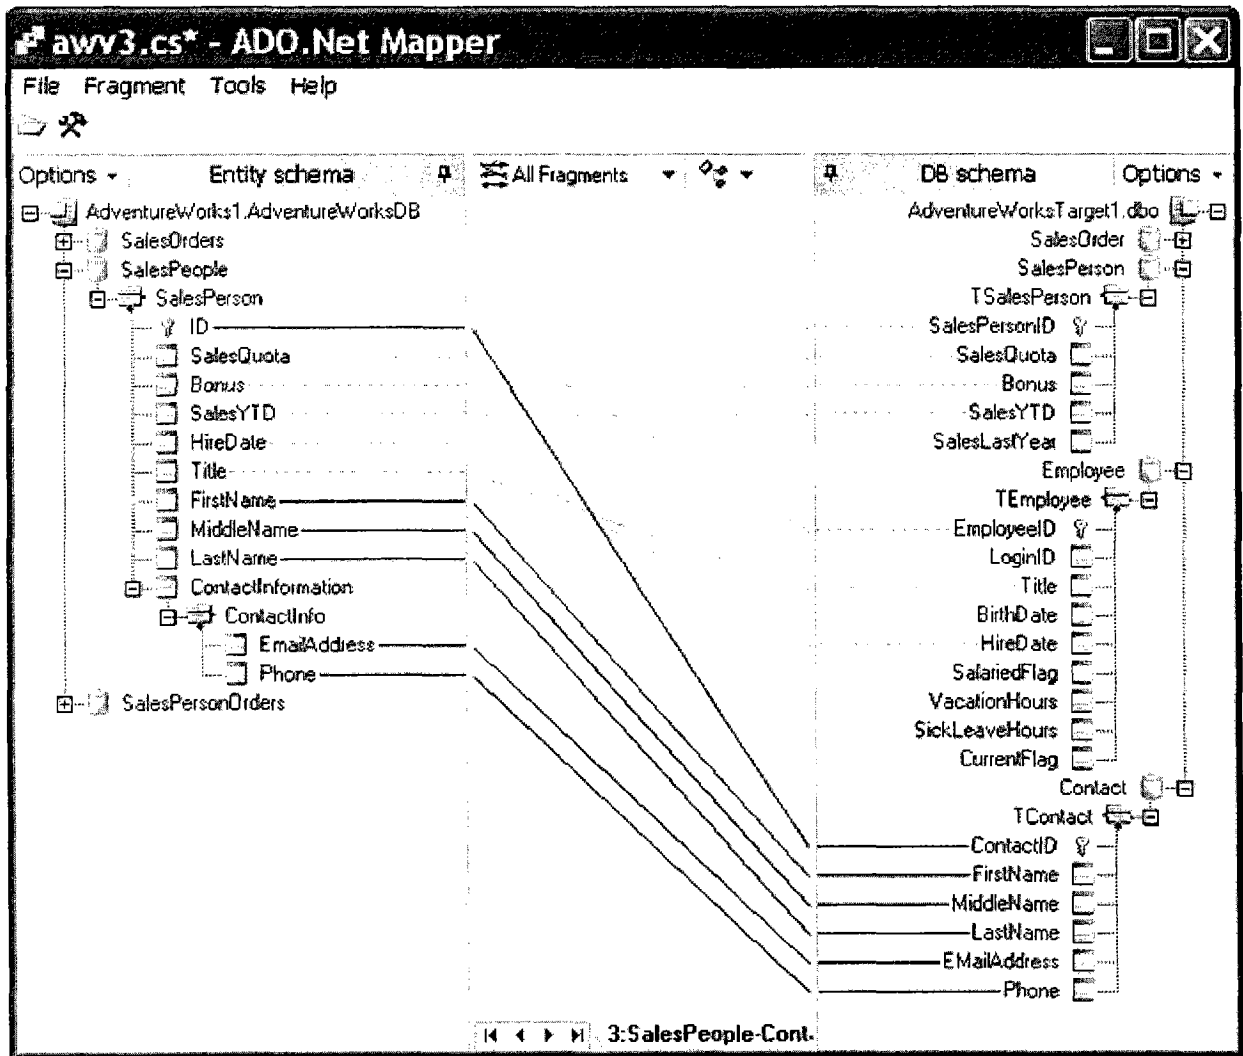 awv3.cs* - ADO.Net Mapper
File Fragment Tools Help
Options Entity schema All Fragments DB schema Options
AdventureWorks1.AdventureWorksDB AdventureWorksTarget1.dbo
SalesOrders SalesOrder
SalesPeople SalesPerson
SalesPerson TSalesPerson
ID SalesPersonID
SalesQuota SalesQuota
Bonus Bonus
SalesYTD SalesYTD
HireDate SalesLastYear
Title Employee
FirstName TEmployee
MiddleName EmployeeID
LastName LoginID
ContactInformation Title
ContactInfo BirthDate
EmailAddress HireDate
Phone SalariedFlag
SalesPersonOrders VacationHours
SickLeaveHours
CurrentFlag
Contact
TContact
ContactID
FirstName
MiddleName
LastName
EMailAddress
Phone
3:SalesPeople-Cont.